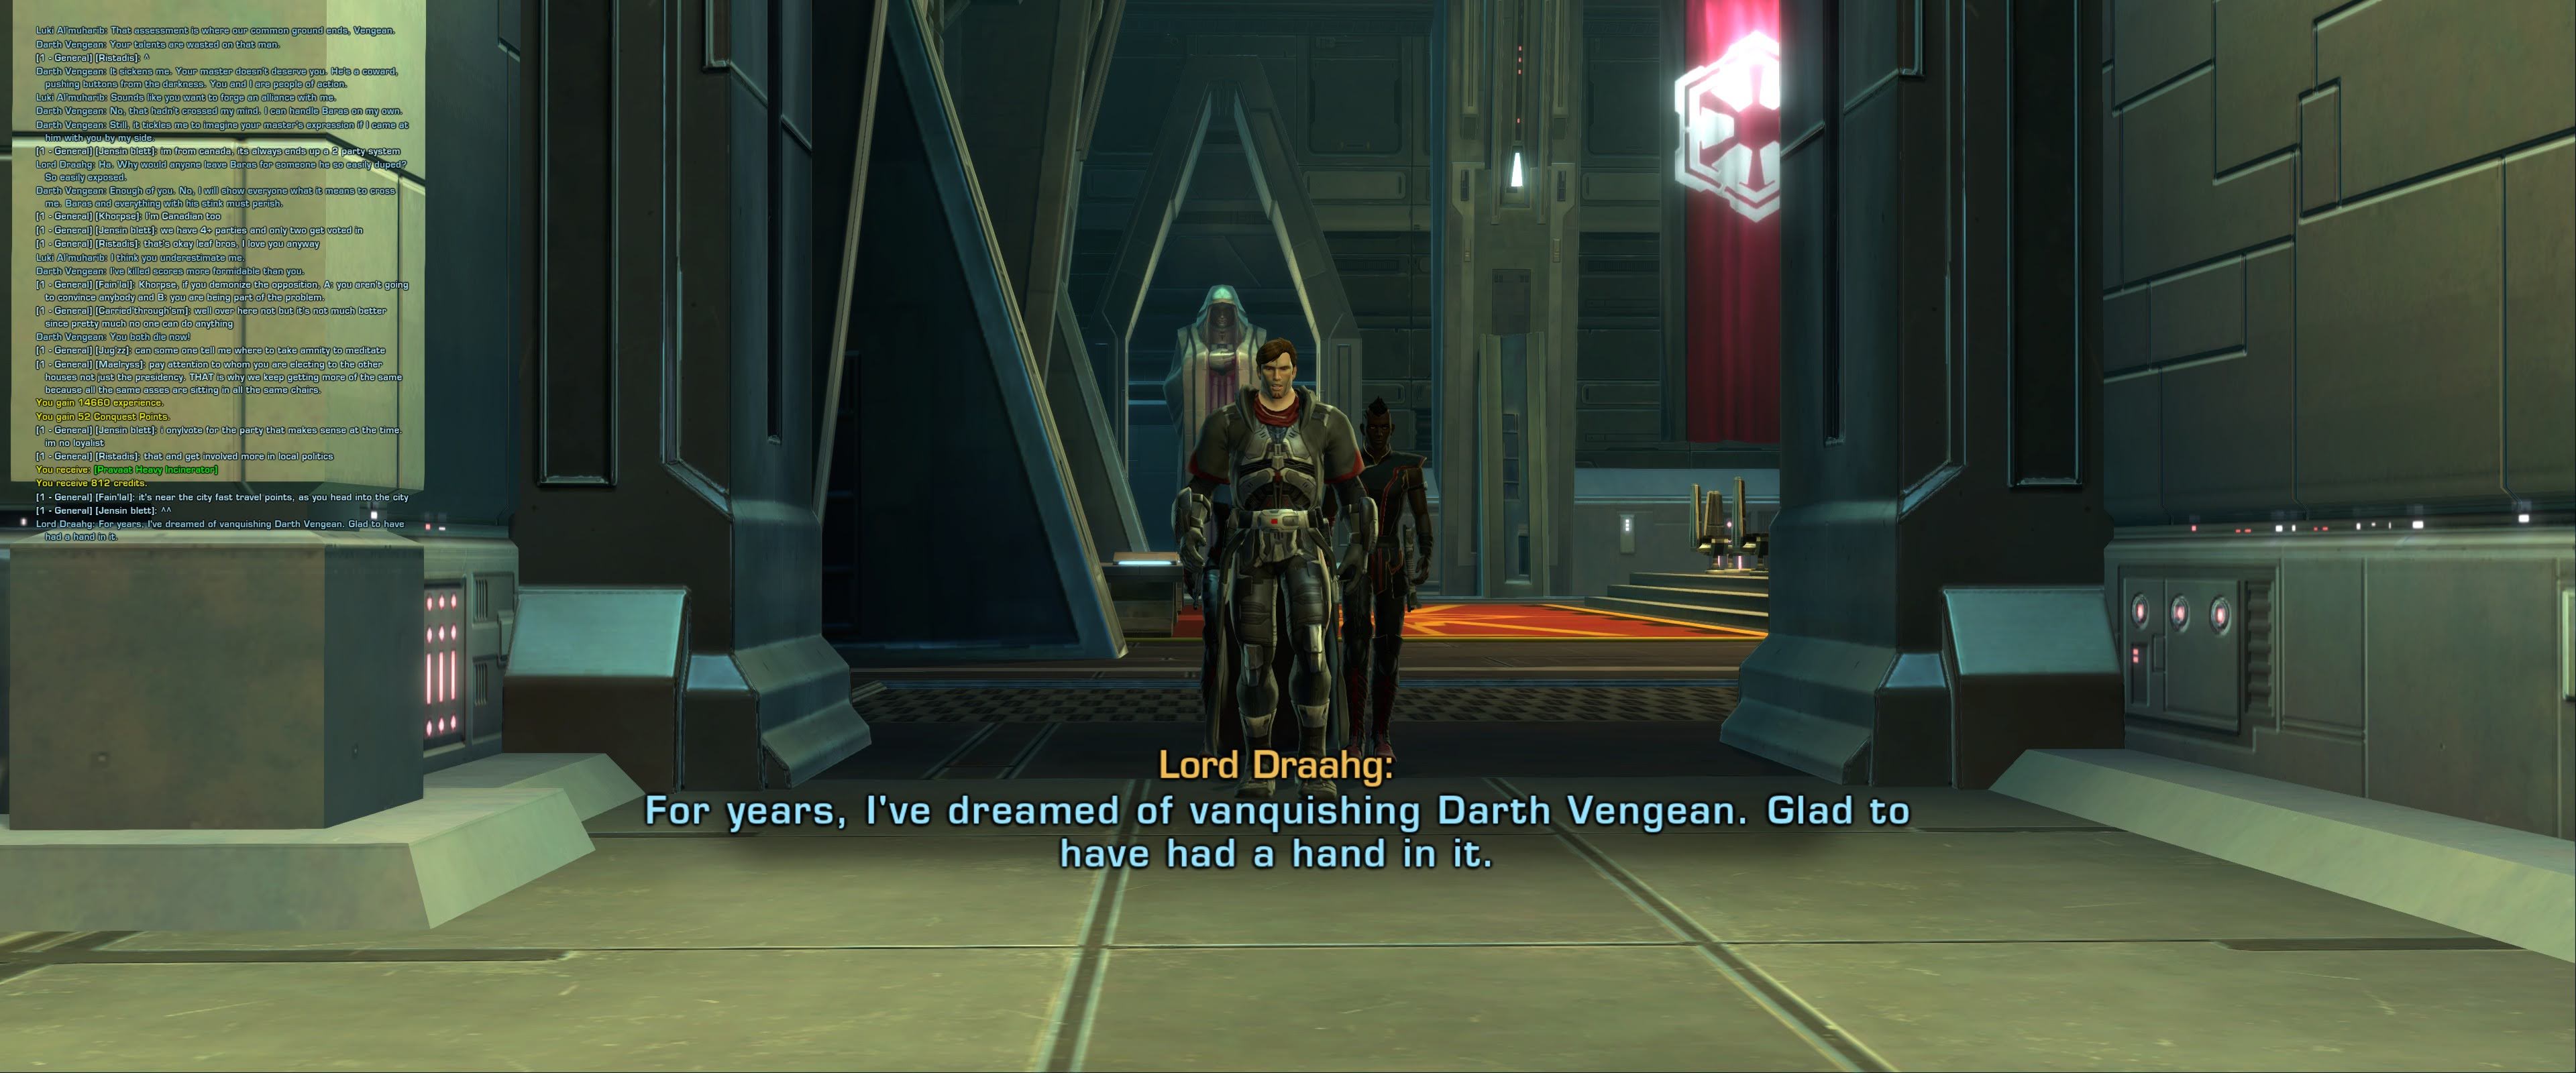 Luki Al'muharib: That assessment is where our common ground ends, Vengean.
Darth Vengean: Your talents are wasted on that man.
[1 - General] [Ristadis]: ^
Darth Vengean: It sickens me. Your master doesn't deserve you. He's a coward,
pushing buttons from the darkness. You and I are people of action.
Luki Al'muharib: Sounds like you want to forge an alliance with me.
Darth Vengean: No, that hadn't crossed my mind. I can handle Baras on my own.
Darth Vengean: Still, it tickles me to imagine your master's expression if I came at
him with you by my side.
[1 - General] [Jensin blett]: im from canada. its always ends up a 2 party system
Lord Draahg: Ha. Why would anyone leave Baras for someone he so easily duped?
So easily exposed.
Darth Vengean: Enough of you. No, I will show everyone what it means to cross
me. Baras and everything with his stink must perish.
[1 - General] [Khorpse]: I'm Canadian too
[1 - General] [Jensin blett]: we have 4+ parties and only two get voted in
[1 - General] [Ristadis]: that's okay leaf bros, I love you anyway
Luki Al'muharib: I think you underestimate me.
Darth Vengean: I've killed scores more formidable than you.
[1 - General] [Fain'lal]: Khorpse, if you demonize the opposition, A: you aren't going
to convince anybody and B: you are being part of the problem.
[1 - General] [Carried'through'sm]: well over here not but it's not much better
since pretty much no one can do anything
Darth Vengean: You both die now!
[1 - General] [Jug'zz]: can some one tell me where to take amnity to meditate
[1 - General] [Maelryss]: pay attention to whom you are electing to the other
houses not just the presidency. THAT is why we keep getting more of the same
because all the same asses are sitting in all the same chairs.
You gain 14660 experience.
You gain 52 Conquest Points.
[1 - General] [Jensin blett]: i onylvote for the party that makes sense at the time.
im no loyalist
[1 - General] [Ristadis]: that and get involved more in local politics
You receive: [Pravaat Heavy Incinerator]
You receive 812 credits.
[1 - General] [Fain'lal]: it's near the city fast travel points, as you head into the city
[1 - General] [Jensin blett]: ^^
Lord Draahg: For years, I've dreamed of vanquishing Darth Vengean. Glad to have
had a hand in it.
Lord Draahg:
For years, I've dreamed of vanquishing Darth Vengean. Glad to
have had a hand in it.